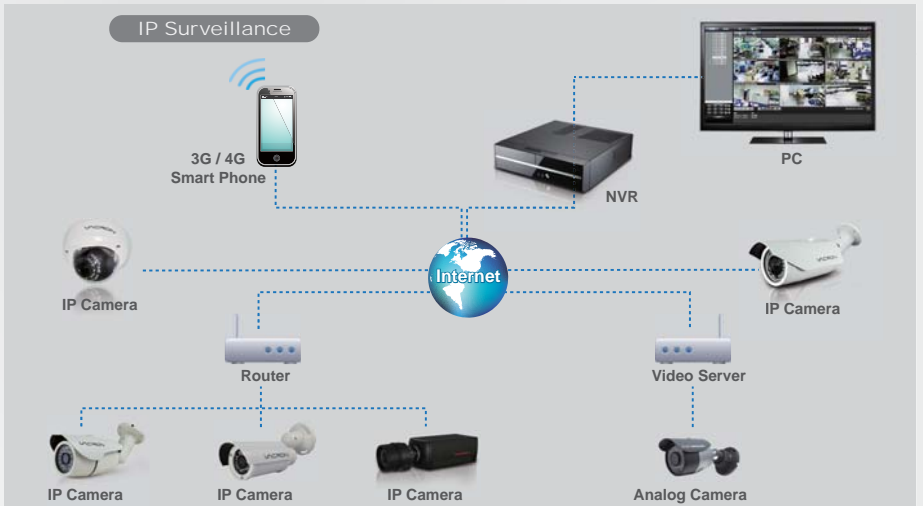 IP Surveillance
3G / 4G
Smart Phone
NVR
PC
IP Camera
Internet
IP Camera
Router
Video Server
IP Camera
IP Camera
IP Camera
Analog Camera